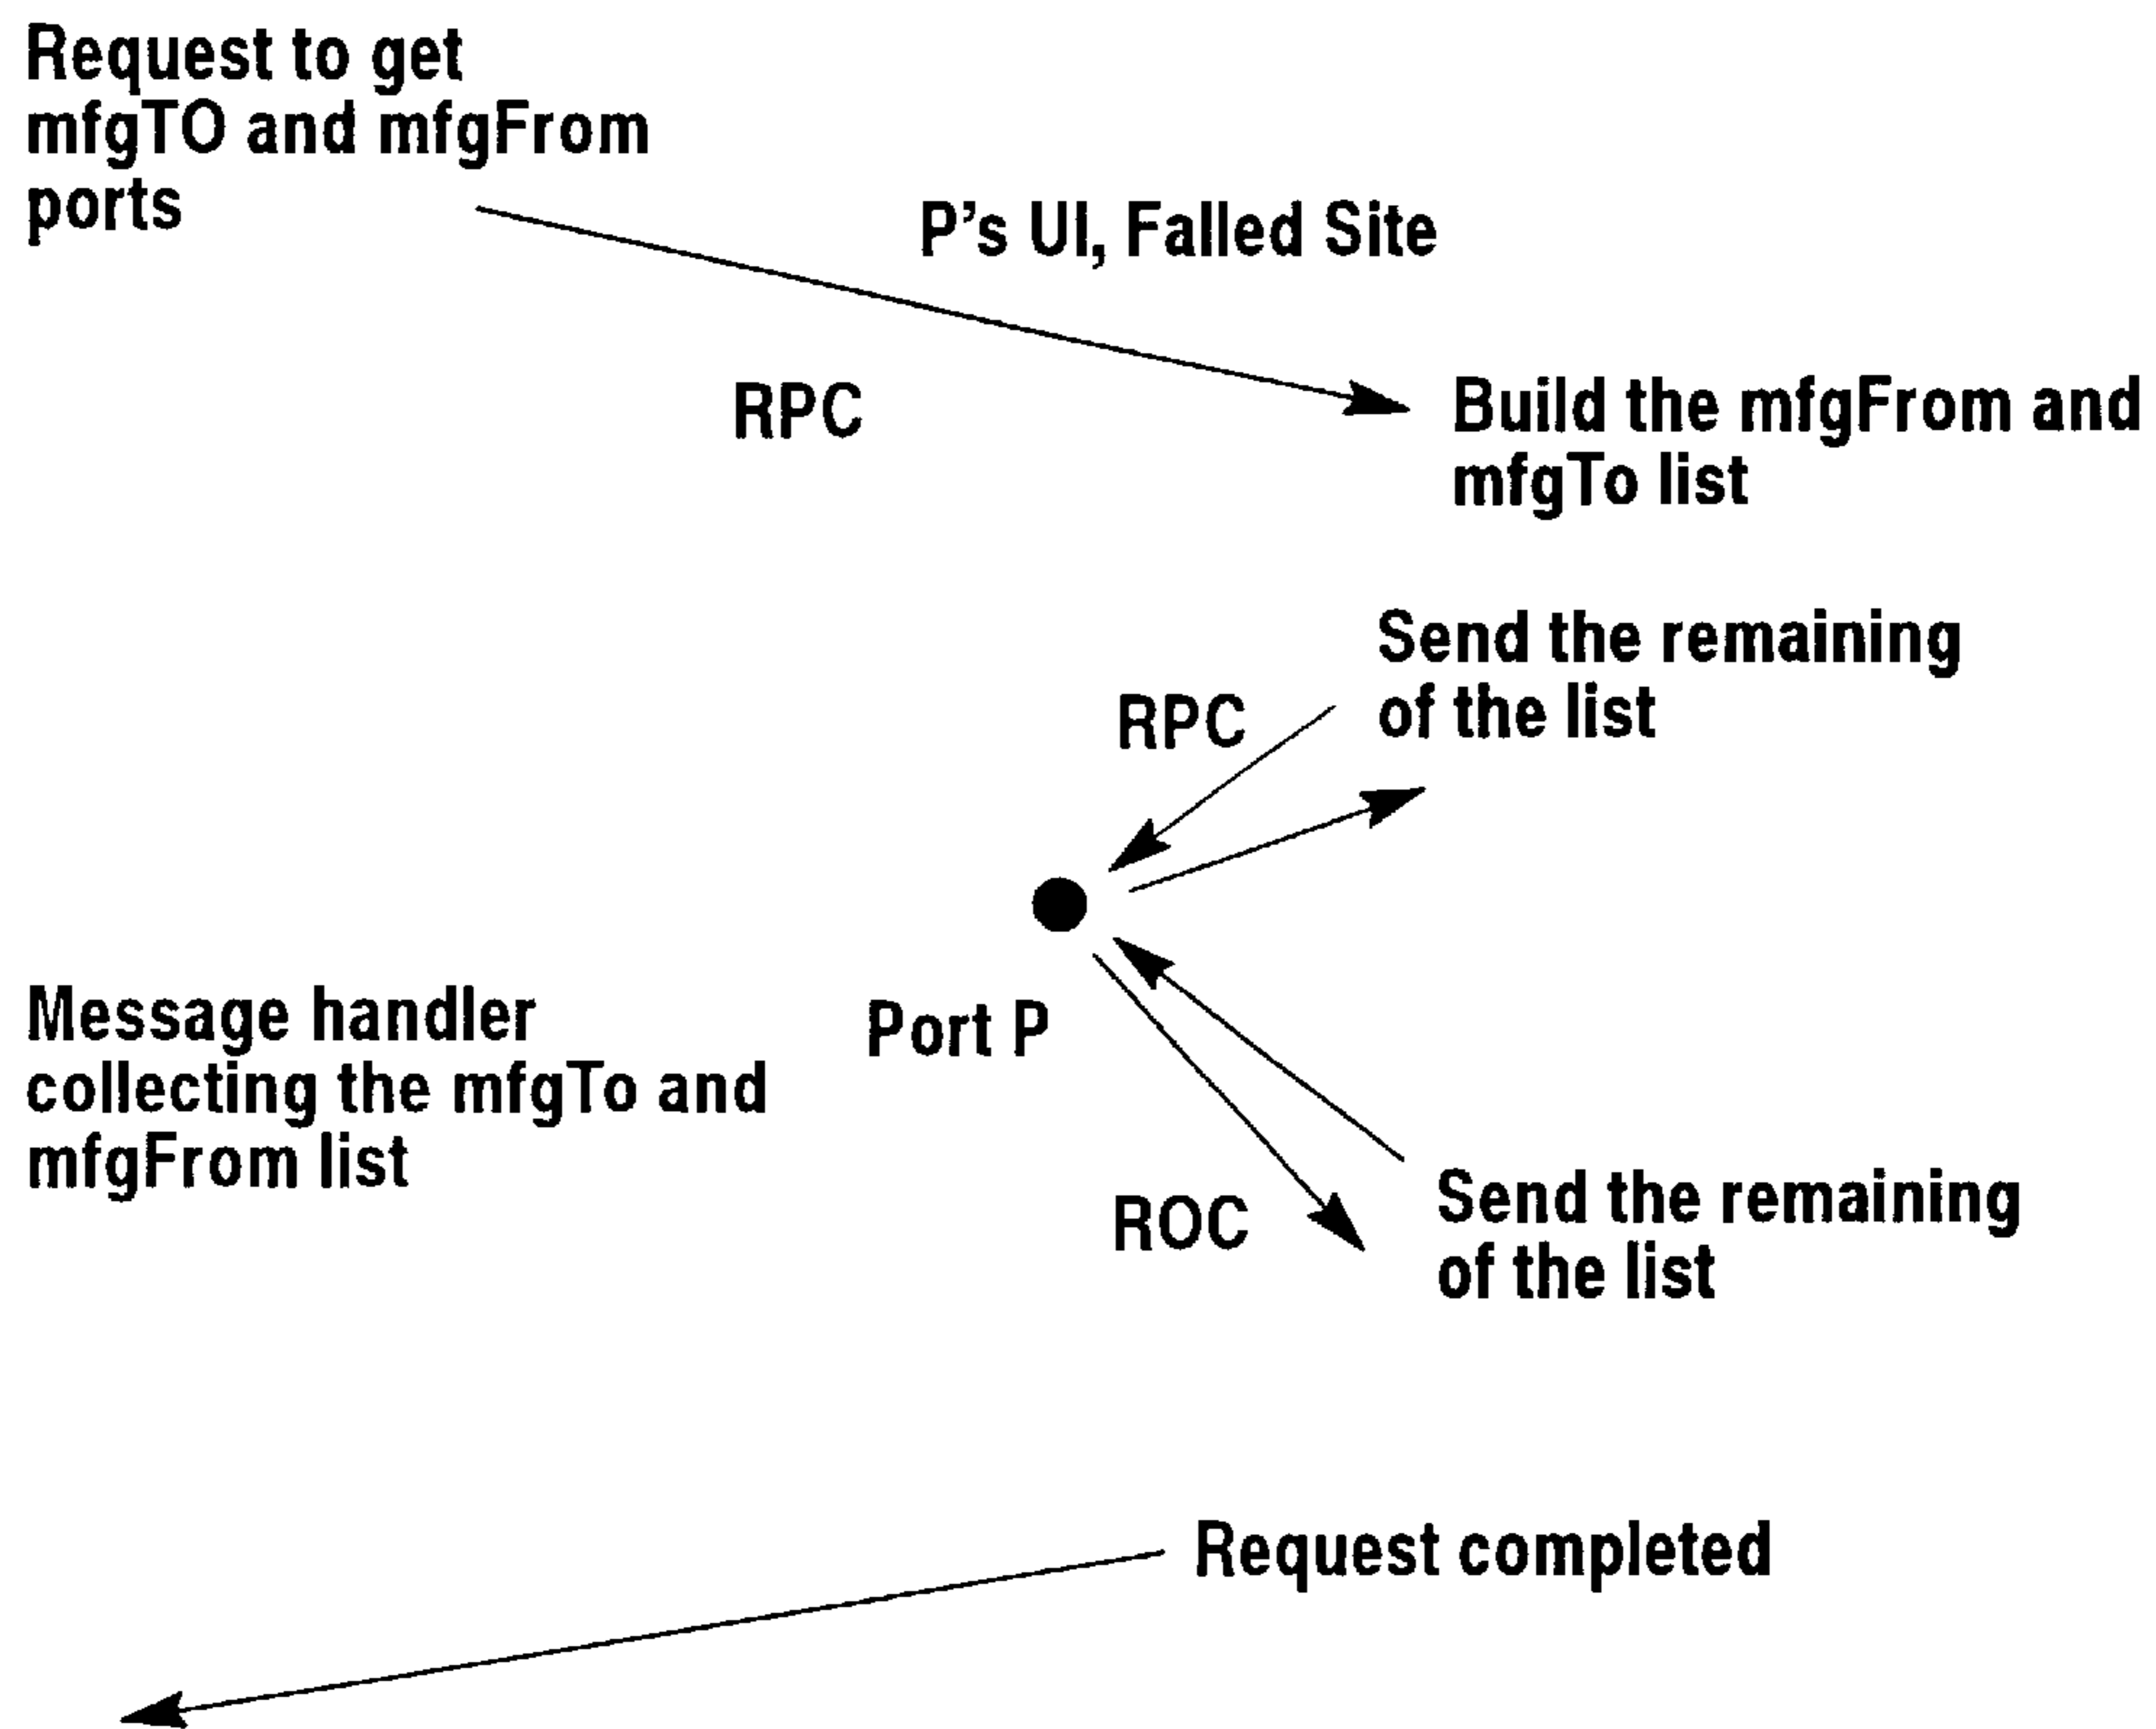 Request to get
mfgTO and mfgFrom
ports
P's UI, Falled Site
RPC
Build the mfgFrom and
mfgTo list
Send the remaining
of the list
RPC
Port P
Message handler
collecting the mfgTo and
mfgFrom list
ROC
Send the remaining
of the list
Request completed